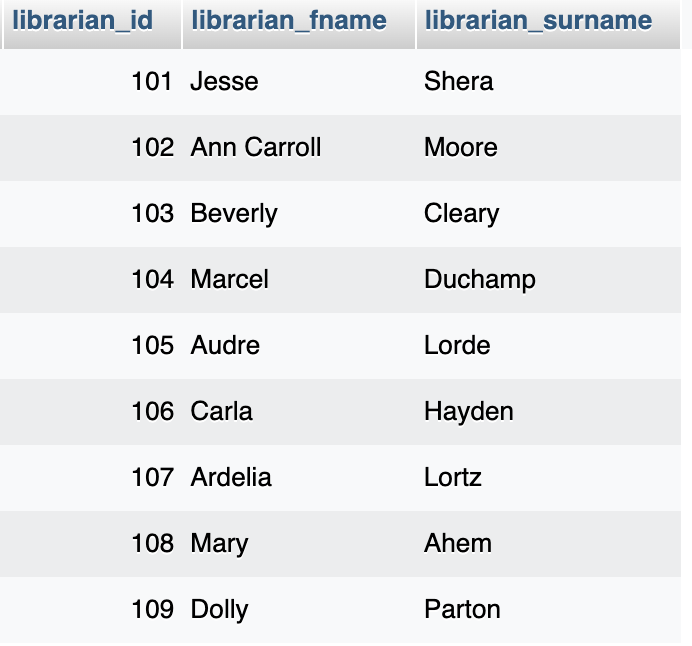 librarian_id librarian_fname librarian_surname
101 Jesse Shera
102 Ann Carroll Moore
103 Beverly Cleary
104 Marcel Duchamp
105 Audre Lorde
106 Carla Hayden
107 Ardelia Lortz
108 Mary Ahem
109 Dolly Parton